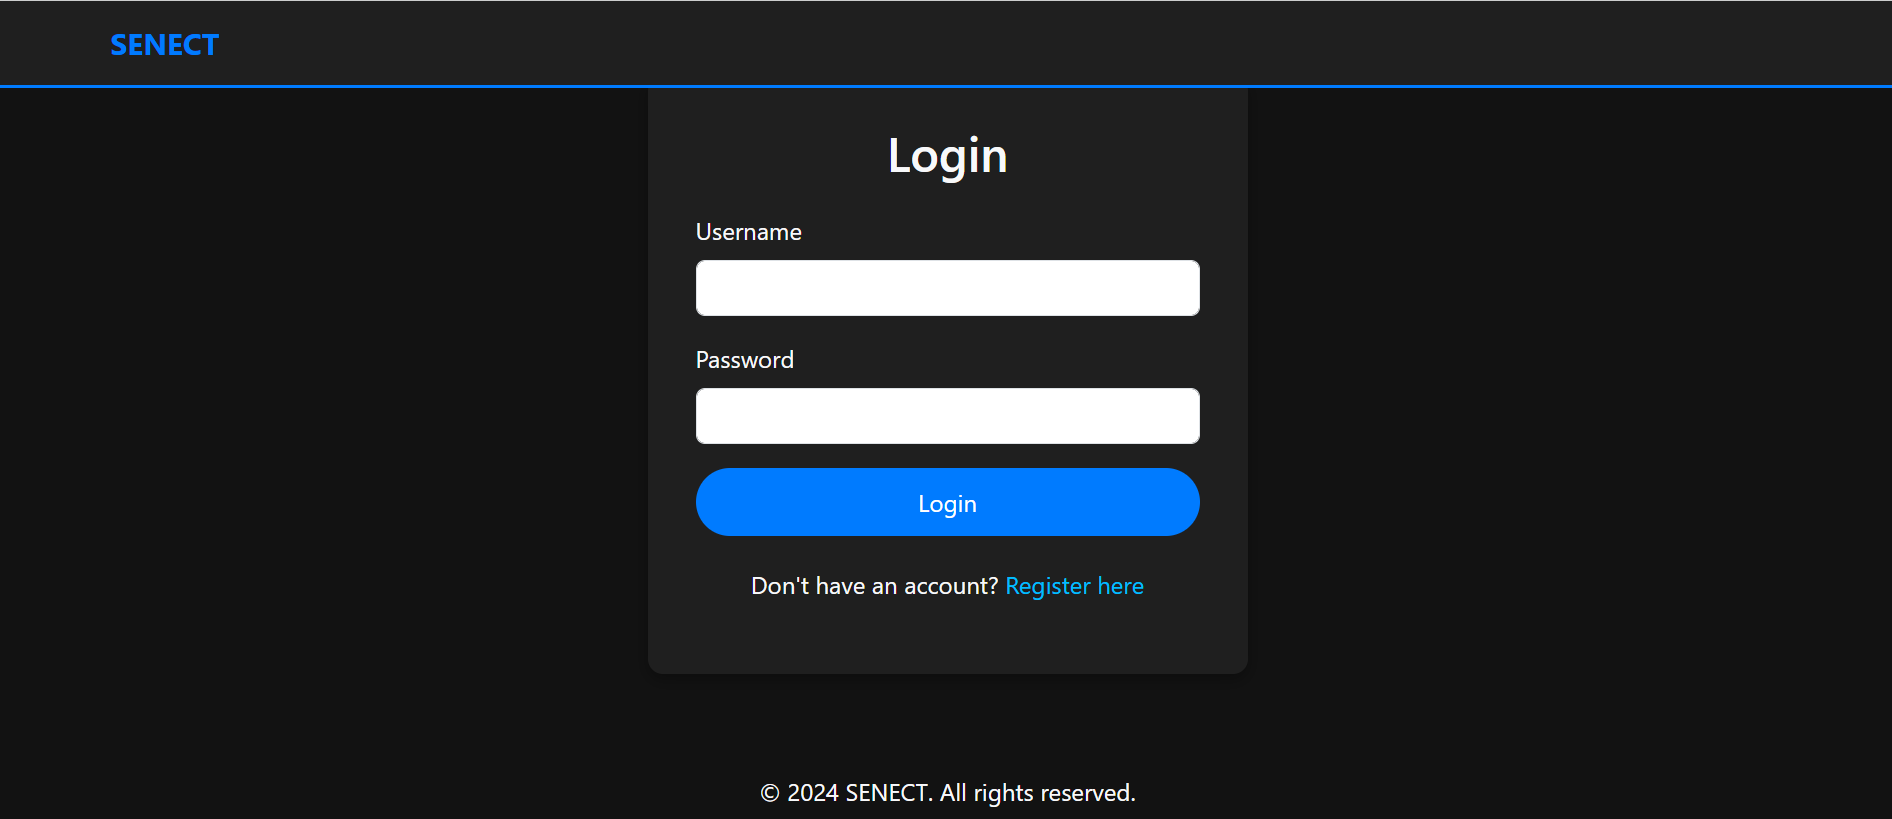 SENECT
Login
Username
Password
Login
Don't have an account? Register here
© 2024 SENECT. All rights reserved.